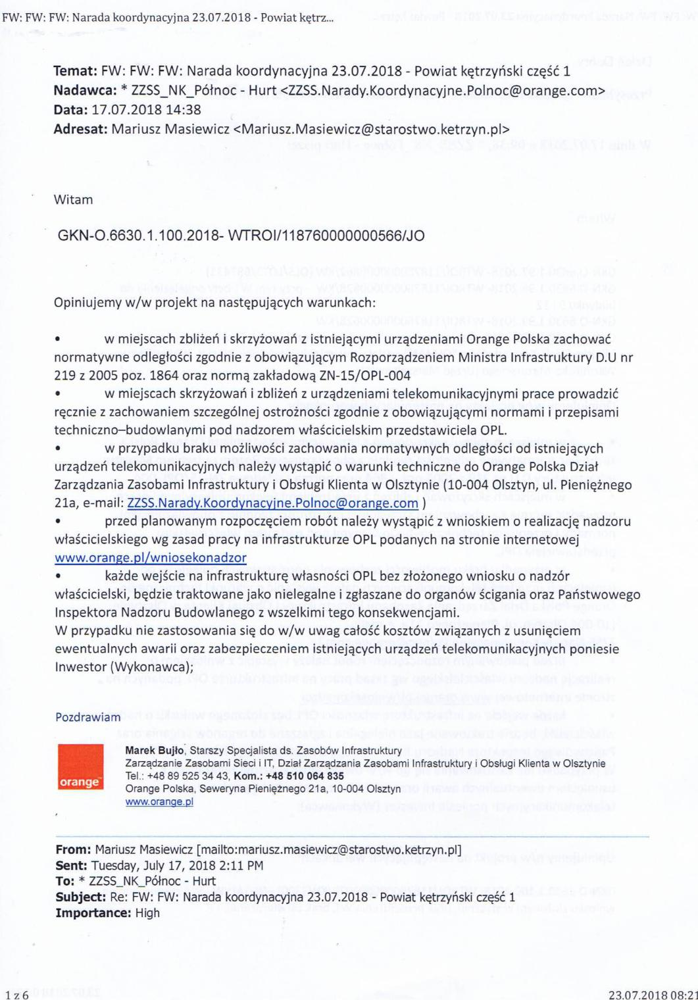 FW: FW: FW: Narada koordynacyjna 23.07.2018 - Powiat kętrz...
Temat: FW: FW: FW: Narada koordynacyjna 23.07.2018 - Powiat kętrzyński część 1
Nadawca: * ZZSS_NK_Północ - Hurt <ZZSS.Narady.Koordynacyjne.Polnoc@orange.com>
Data: 17.07.2018 14:38
Adresat: Mariusz Masiewicz <Mariusz.Masiewicz@starostwo.ketrzyn.pl>
Witam
GKN-O.6630.1.100.2018- WTROI/118760000000566/JO
Opiniujemy w/w projekt na następujących warunkach:
• w miejscach zbliżeń i skrzyżowań z istniejącymi urządzeniami Orange Polska zachować
normatywne odległości zgodnie z obowiązującym Rozporządzeniem Ministra Infrastruktury D.U nr
219 z 2005 poz. 1864 oraz normą zakładową ZN-15/OPL-004
• w miejscach skrzyżowań i zbliżeń z urządzeniami telekomunikacyjnymi prace prowadzić
ręcznie z zachowaniem szczególnej ostrożności zgodnie z obowiązującymi normami i przepisami
techniczno–budowlanymi pod nadzorem właścicielskim przedstawiciela OPL.
• w przypadku braku możliwości zachowania normatywnych odległości od istniejących
urządzeń telekomunikacyjnych należy wystąpić o warunki techniczne do Orange Polska Dział
Zarządzania Zasobami Infrastruktury i Obsługi Klienta w Olsztynie (10-004 Olsztyn, ul. Pieniężnego
21a, e-mail: ZZSS.Narady.Koordynacyjne.Polnoc@orange.com )
• przed planowanym rozpoczęciem robót należy wystąpić z wnioskiem o realizację nadzoru
właścicielskiego wg zasad pracy na infrastrukturze OPL podanych na stronie internetowej
www.orange.pl/wniosekonadzor
• każde wejście na infrastrukturę własności OPL bez złożonego wniosku o nadzór
właścicielski, będzie traktowane jako nielegalne i zgłaszane do organów ścigania oraz Państwowego
Inspektora Nadzoru Budowlanego z wszelkimi tego konsekwencjami.
W przypadku nie zastosowania się do w/w uwag całość kosztów związanych z usunięciem
ewentualnych awarii oraz zabezpieczeniem istniejących urządzeń telekomunikacyjnych poniesie
Inwestor (Wykonawca);
Pozdrawiam
orange™
Marek Bujło, Starszy Specjalista ds. Zasobów Infrastruktury
Zarządzanie Zasobami Sieci i IT, Dział Zarządzania Zasobami Infrastruktury i Obsługi Klienta w Olsztynie
Tel.: +48 89 525 34 43, Kom.: +48 510 064 835
Orange Polska, Seweryna Pieniężnego 21a, 10-004 Olsztyn
www.orange.pl
From: Mariusz Masiewicz [mailto:mariusz.masiewicz@starostwo.ketrzyn.pl]
Sent: Tuesday, July 17, 2018 2:11 PM
To: * ZZSS_NK_Północ - Hurt
Subject: Re: FW: FW: Narada koordynacyjna 23.07.2018 - Powiat kętrzyński część 1
Importance: High
1 z 6
23.07.2018 08:21